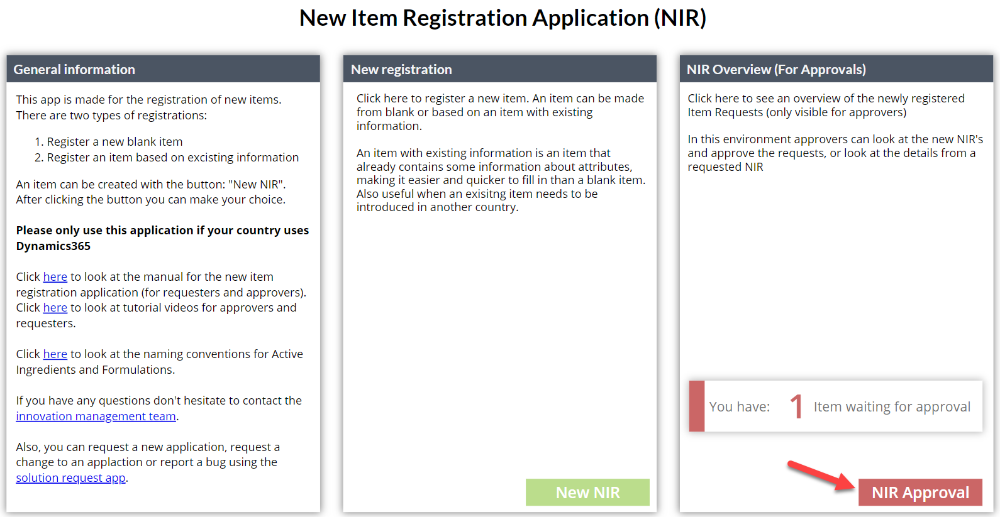 New Item Registration Application (NIR)
General information
This app is made for the registration of new items.
There are two types of registrations:
1. Register a new blank item
2. Register an item based on excisting information
An item can be created with the button: "New NIR".
After clicking the button you can make your choice.
Please only use this application if your country uses
Dynamics365
Click here to look at the manual for the new item
registration application (for requesters and approvers).
Click here to look at tutorial videos for approvers and
requesters.
Click here to look at the naming conventions for Active
Ingredients and Formulations.
If you have any questions don't hesitate to contact the
innovation management team.
Also, you can request a new application, request a
change to an applaction or report a bug using the
solution request app.
New registration
Click here to register a new item. An item can be made
from blank or based on an item with existing
information.
An item with existing information is an item that
already contains some information about attributes,
making it easier and quicker to fill in than a blank item.
Also useful when an exisitng item needs to be
introduced in another country.
New NIR
NIR Overview (For Approvals)
Click here to see an overview of the newly registered
Item Requests (only visible for approvers)
In this environment approvers can look at the new NIR's
and approve the requests, or look at the details from a
requested NIR
You have: 1 Item waiting for approval
NIR Approval